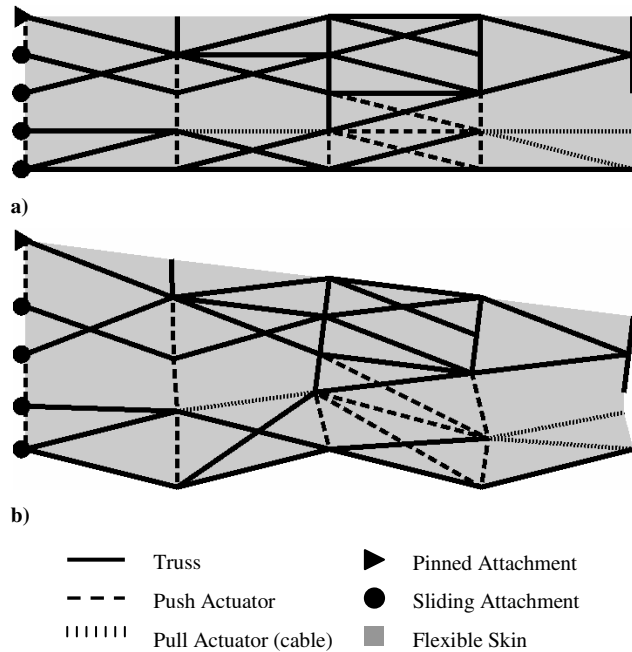 a)
b)
Truss
Pinned Attachment
Push Actuator
Sliding Attachment
Pull Actuator (cable)
Flexible Skin